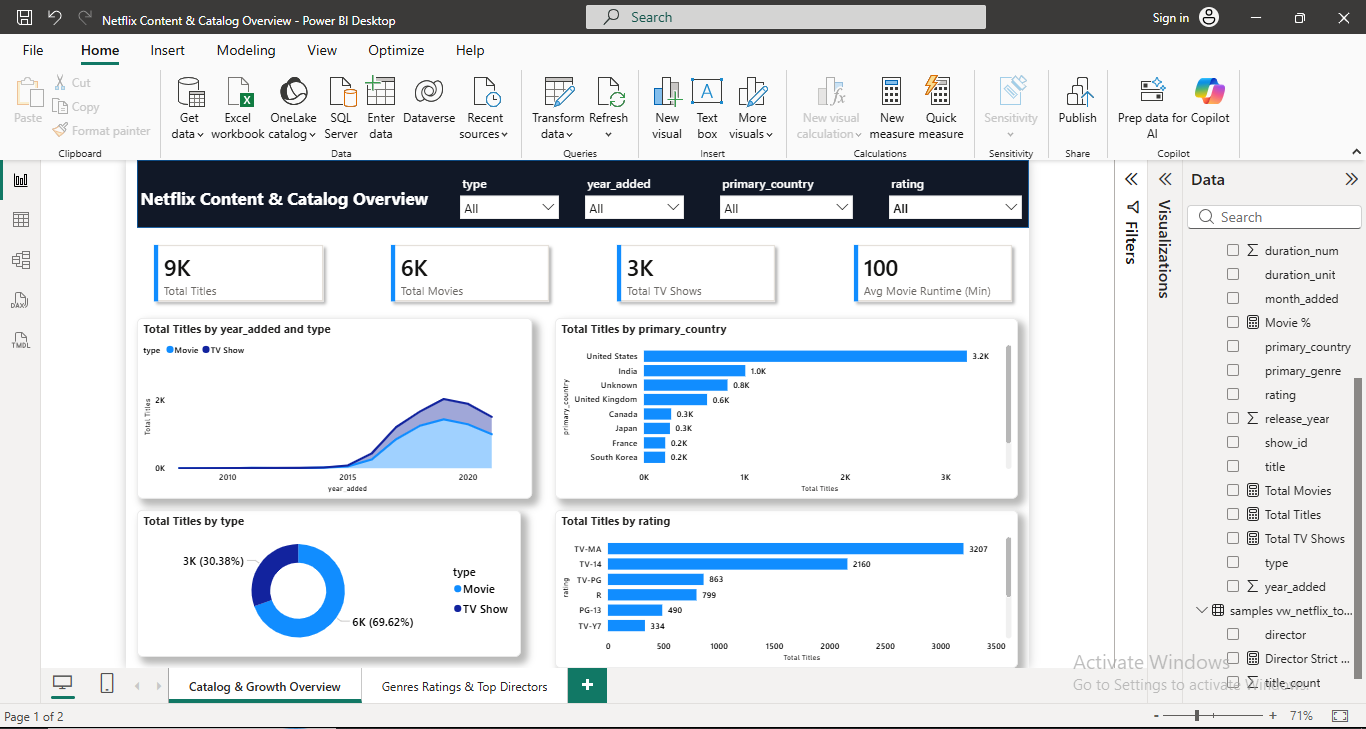 Netflix Content & Catalog Overview - Power BI Desktop
Search
Sign in
File Home Insert Modeling View Optimize Help
Paste
Cut
Copy
Format painter
Clipboard
Get data
Excel workbook
OneLake catalog
SQL Server
Enter data
Dataverse
Recent sources
Data
Transform data
Refresh
Queries
New visual
Text box
More visuals
Insert
New visual calculation
New measure
Quick measure
Calculations
Sensitivity
Sensitivity
Publish
Share
Prep data for AI
Copilot
Copilot
Netflix Content & Catalog Overview
type
All
year_added
All
primary_country
All
rating
All
9K
Total Titles
6K
Total Movies
3K
Total TV Shows
100
Avg Movie Runtime (Min)
Total Titles by year_added and type
type Movie TV Show
Total Titles
2K
0K
2010 2015 2020
year_added
Total Titles by primary_country
primary_country
United States 3.2K
India 1.0K
Unknown 0.8K
United Kingdom 0.6K
Canada 0.3K
Japan 0.3K
France 0.2K
South Korea 0.2K
0K 1K 2K 3K
Total Titles
Total Titles by type
3K (30.38%)
6K (69.62%)
type
Movie
TV Show
Total Titles by rating
rating
TV-MA 3207
TV-14 2160
TV-PG 863
R 799
PG-13 490
TV-Y7 334
0 500 1000 1500 2000 2500 3000 3500
Total Titles
Filters
Visualizations
Data
Search
duration_num
duration_unit
month_added
Movie %
primary_country
primary_genre
rating
release_year
show_id
title
Total Movies
Total Titles
Total TV Shows
type
year_added
samples vw_netflix_to...
director
Director Strict ...
title_count
Activate Windows
Go to Settings to activate Windows.
Catalog & Growth Overview
Genres Ratings & Top Directors
+
Page 1 of 2
- + 71%
DAX
TMDL